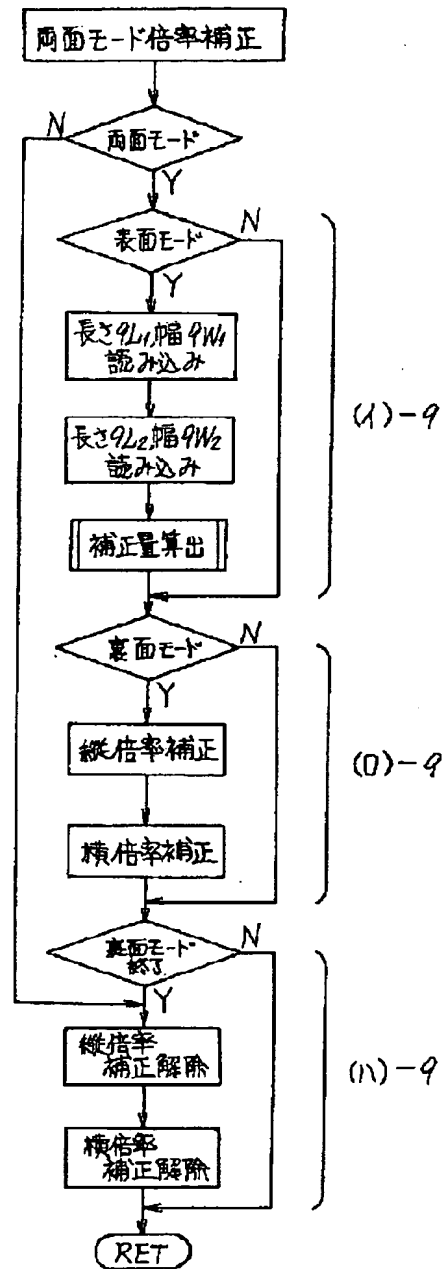 両面モード倍率補正
N
両面モード
Y
N
表面モード
Y
長さ9L1,幅9W1
読み込み
長さ9L2,幅9W2
読み込み
(イ)-9
補正量算出
N
裏面モード
Y
縦倍率補正
(ロ)-9
横倍率補正
N
裏面モード
終了
Y
縦倍率
補正解除
(ハ)-9
横倍率
補正解除
RET